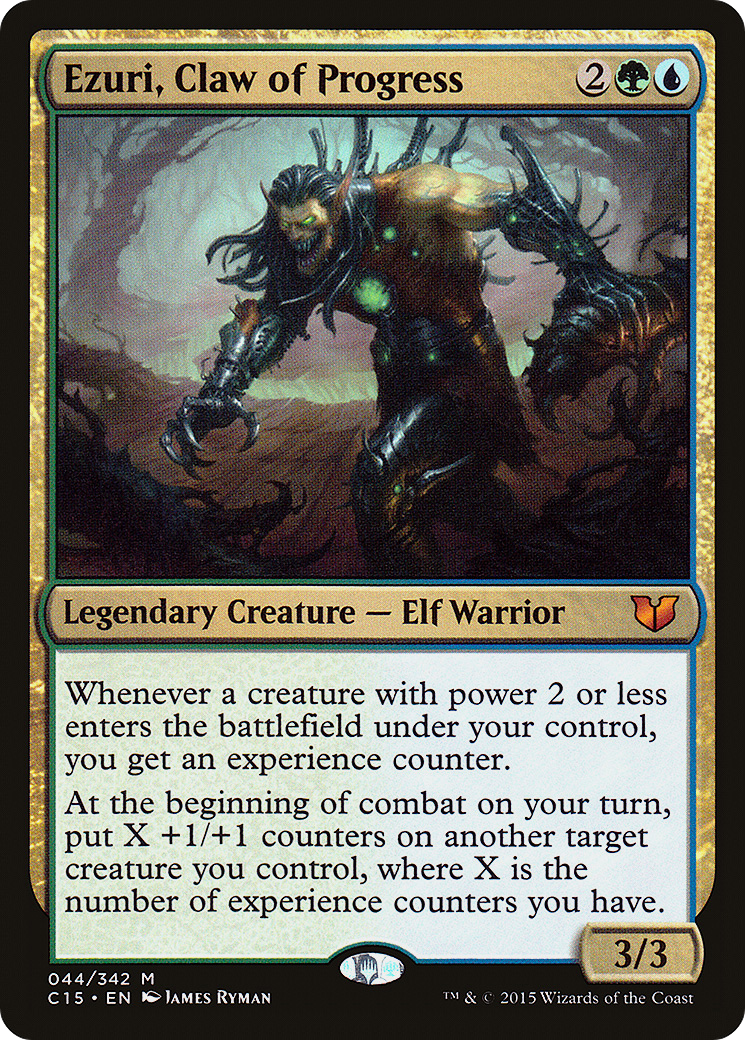 Ezuri, Claw of Progress 2
Legendary Creature — Elf Warrior
Whenever a creature with power 2 or less
enters the battlefield under your control,
you get an experience counter.
At the beginning of combat on your turn,
put X +1/+1 counters on another target
creature you control, where X is the
number of experience counters you have.
3/3
044/342 M
C15 • EN James Ryman
™ & © 2015 Wizards of the Coast